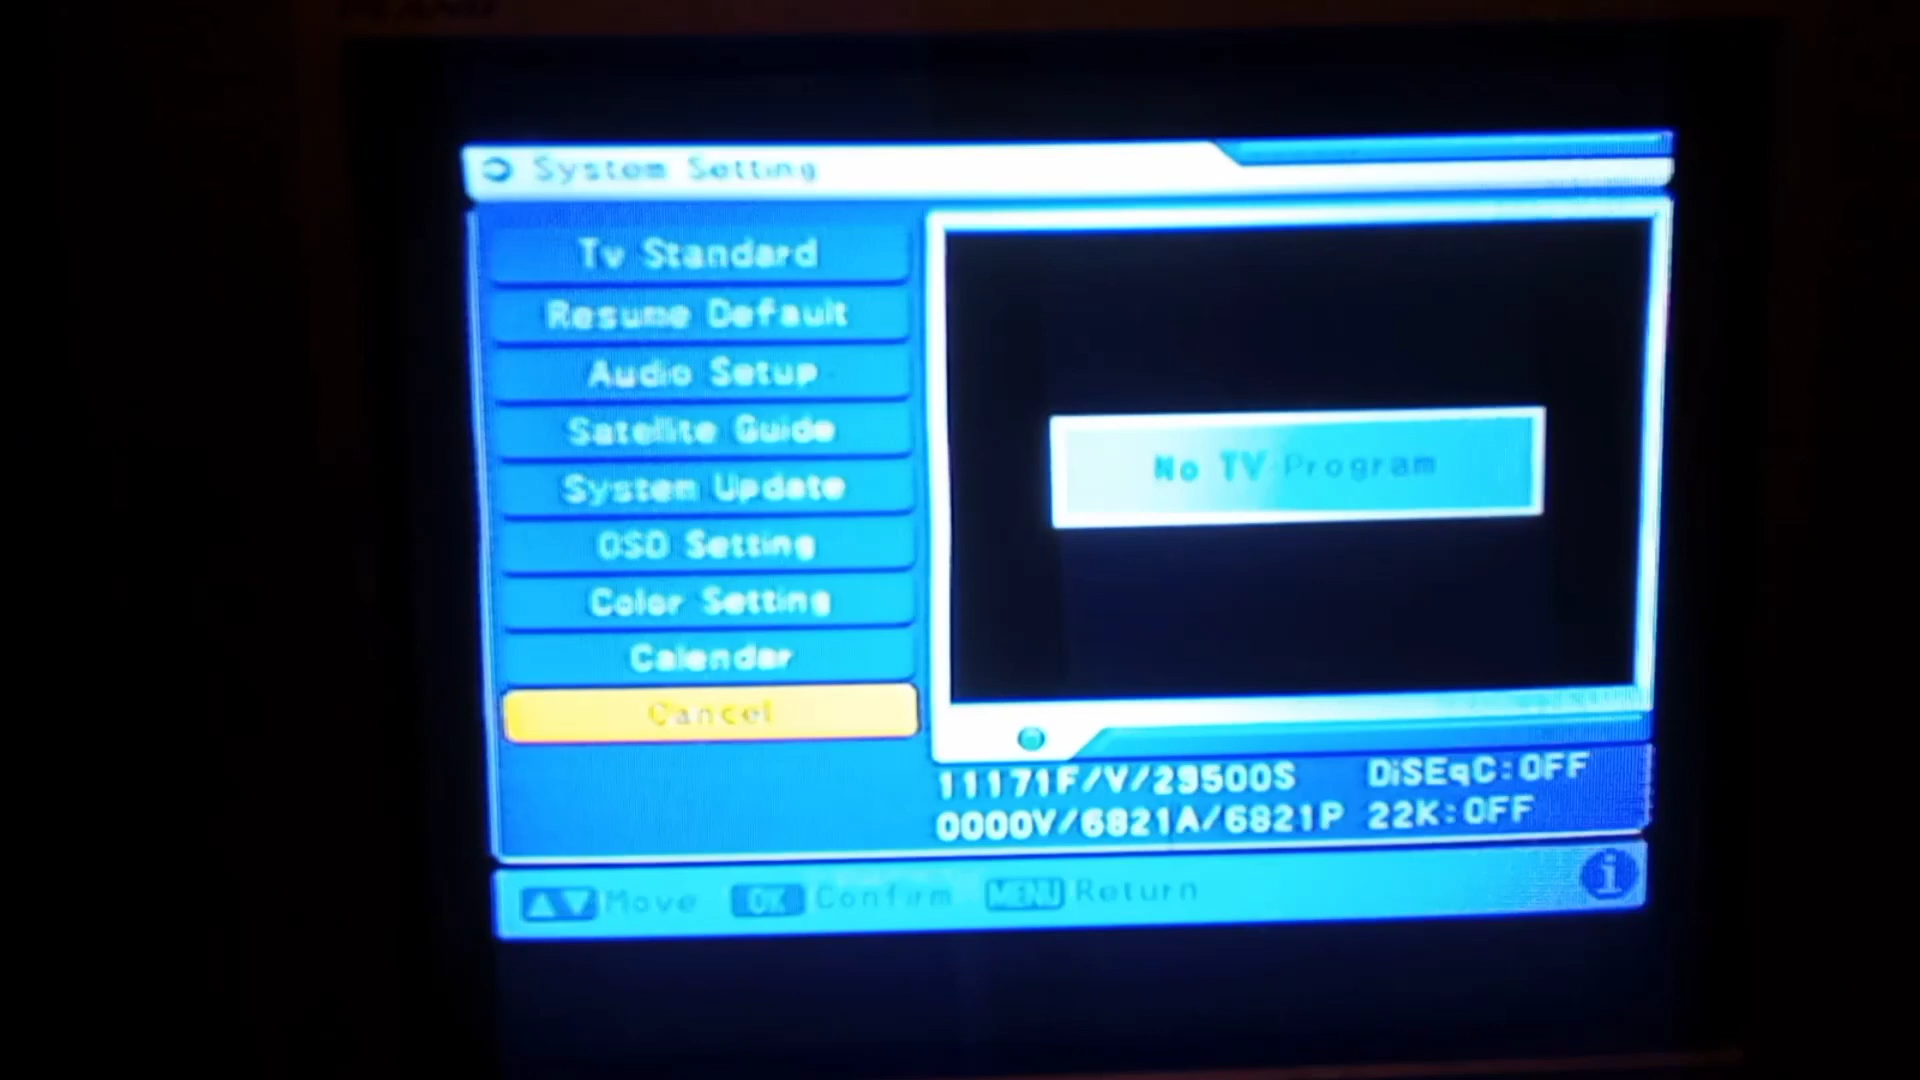 System Setting
Tv Standard
Resume Default
Audio Setup
Satellite Guide
System Update
OSD Setting
Color Setting
Calendar
Cancel
No TV Program
11171F/V/29500S DiSEqC:OFF
0000V/6821A/6821P 22K:OFF
▲▼ Move OK Confirm MENU Return i